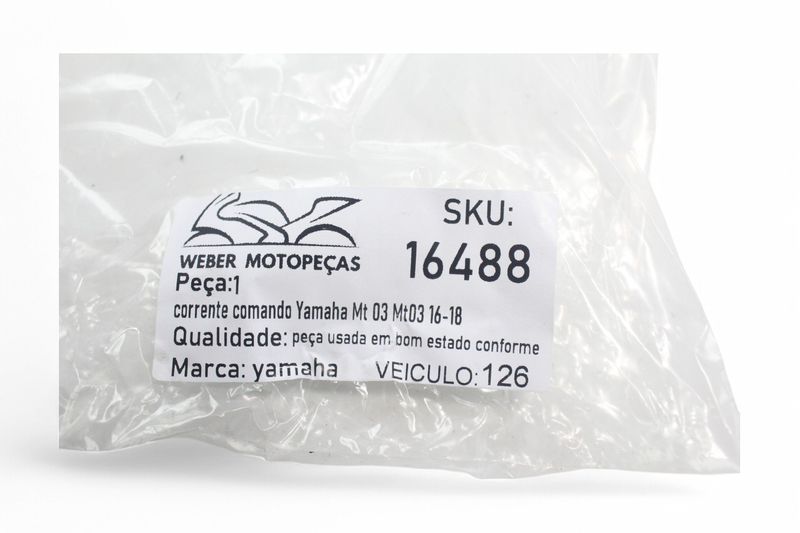 WEBER MOTOPEÇAS
SKU:
16488
Peça:1
corrente comando Yamaha Mt 03 Mt03 16-18
Qualidade: peça usada em bom estado conforme
Marca: yamaha VEICULO: 126